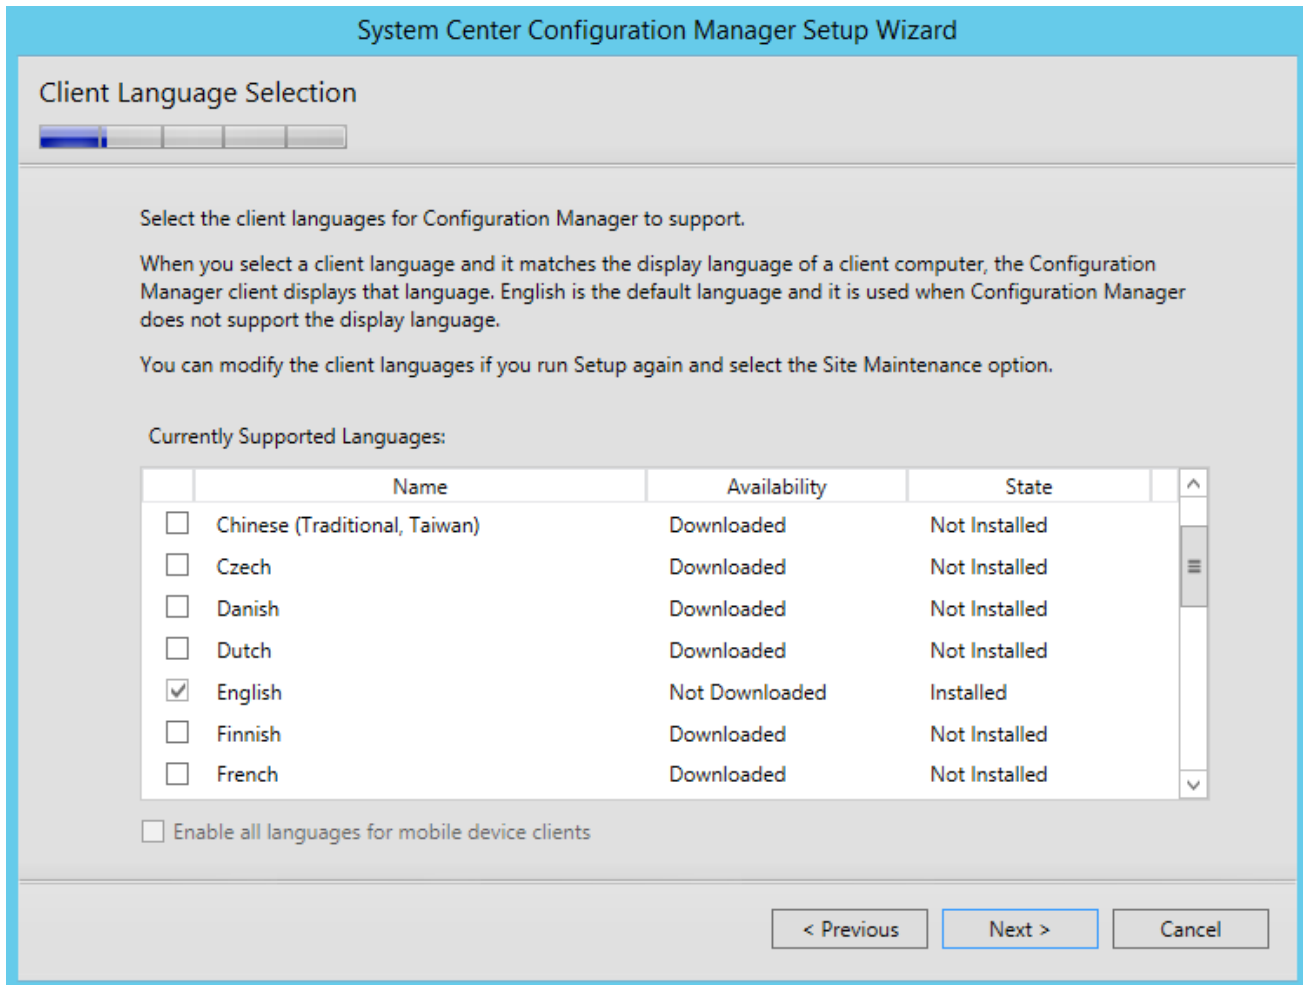 System Center Configuration Manager Setup Wizard
Client Language Selection
Select the client languages for Configuration Manager to support.
When you select a client language and it matches the display language of a client computer, the Configuration
Manager client displays that language. English is the default language and it is used when Configuration Manager
does not support the display language.
You can modify the client languages if you run Setup again and select the Site Maintenance option.
Currently Supported Languages:
Name Availability State
Chinese (Traditional, Taiwan) Downloaded Not Installed
Czech Downloaded Not Installed
Danish Downloaded Not Installed
Dutch Downloaded Not Installed
English Not Downloaded Installed
Finnish Downloaded Not Installed
French Downloaded Not Installed
Enable all languages for mobile device clients
< Previous Next > Cancel